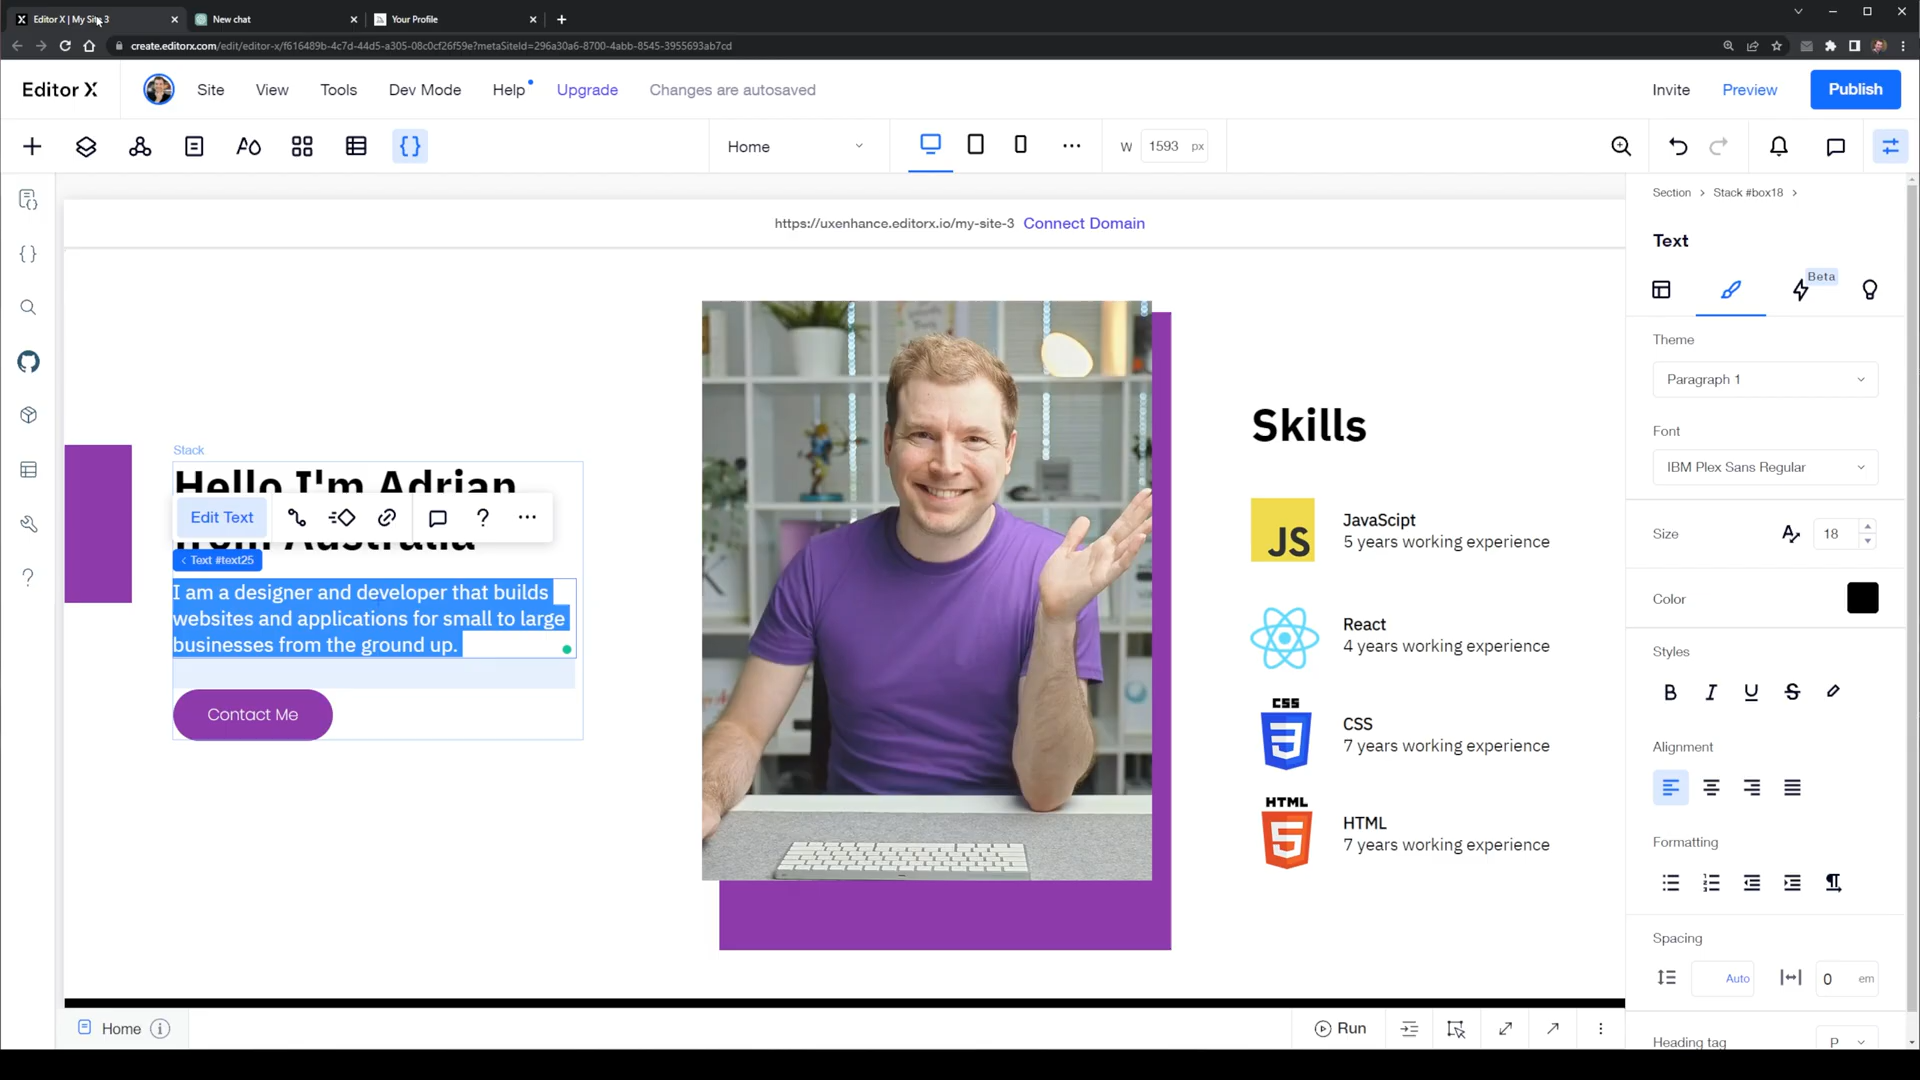 Editor X | My Site 3
New chat
Your Profile
create.editorx.com/edit/editor-x/f616489b-4c7d-44d5-a305-08c0cf26f59e?metaSiteId=296a30a6-8700-4abb-8545-3955693ab7cd
Editor X
Site
View
Tools
Dev Mode
Help
Upgrade
Changes are autosaved
Invite
Preview
Publish
Home
W
1593
px
https://uxenhance.editorx.io/my-site-3 Connect Domain
Section > Stack #box18 >
Text
Beta
Theme
Paragraph 1
Font
IBM Plex Sans Regular
Size
18
Color
Styles
B
I
U
S
Alignment
Formatting
Spacing
Auto
0
em
Heading tag
P
Stack
Hello I'm Adrian
from Australia
Edit Text
< Text #text25
I am a designer and developer that builds
websites and applications for small to large
businesses from the ground up.
Contact Me
Skills
JS
JavaScipt
5 years working experience
React
4 years working experience
CSS
3
CSS
7 years working experience
HTML
5
HTML
7 years working experience
Home
Run